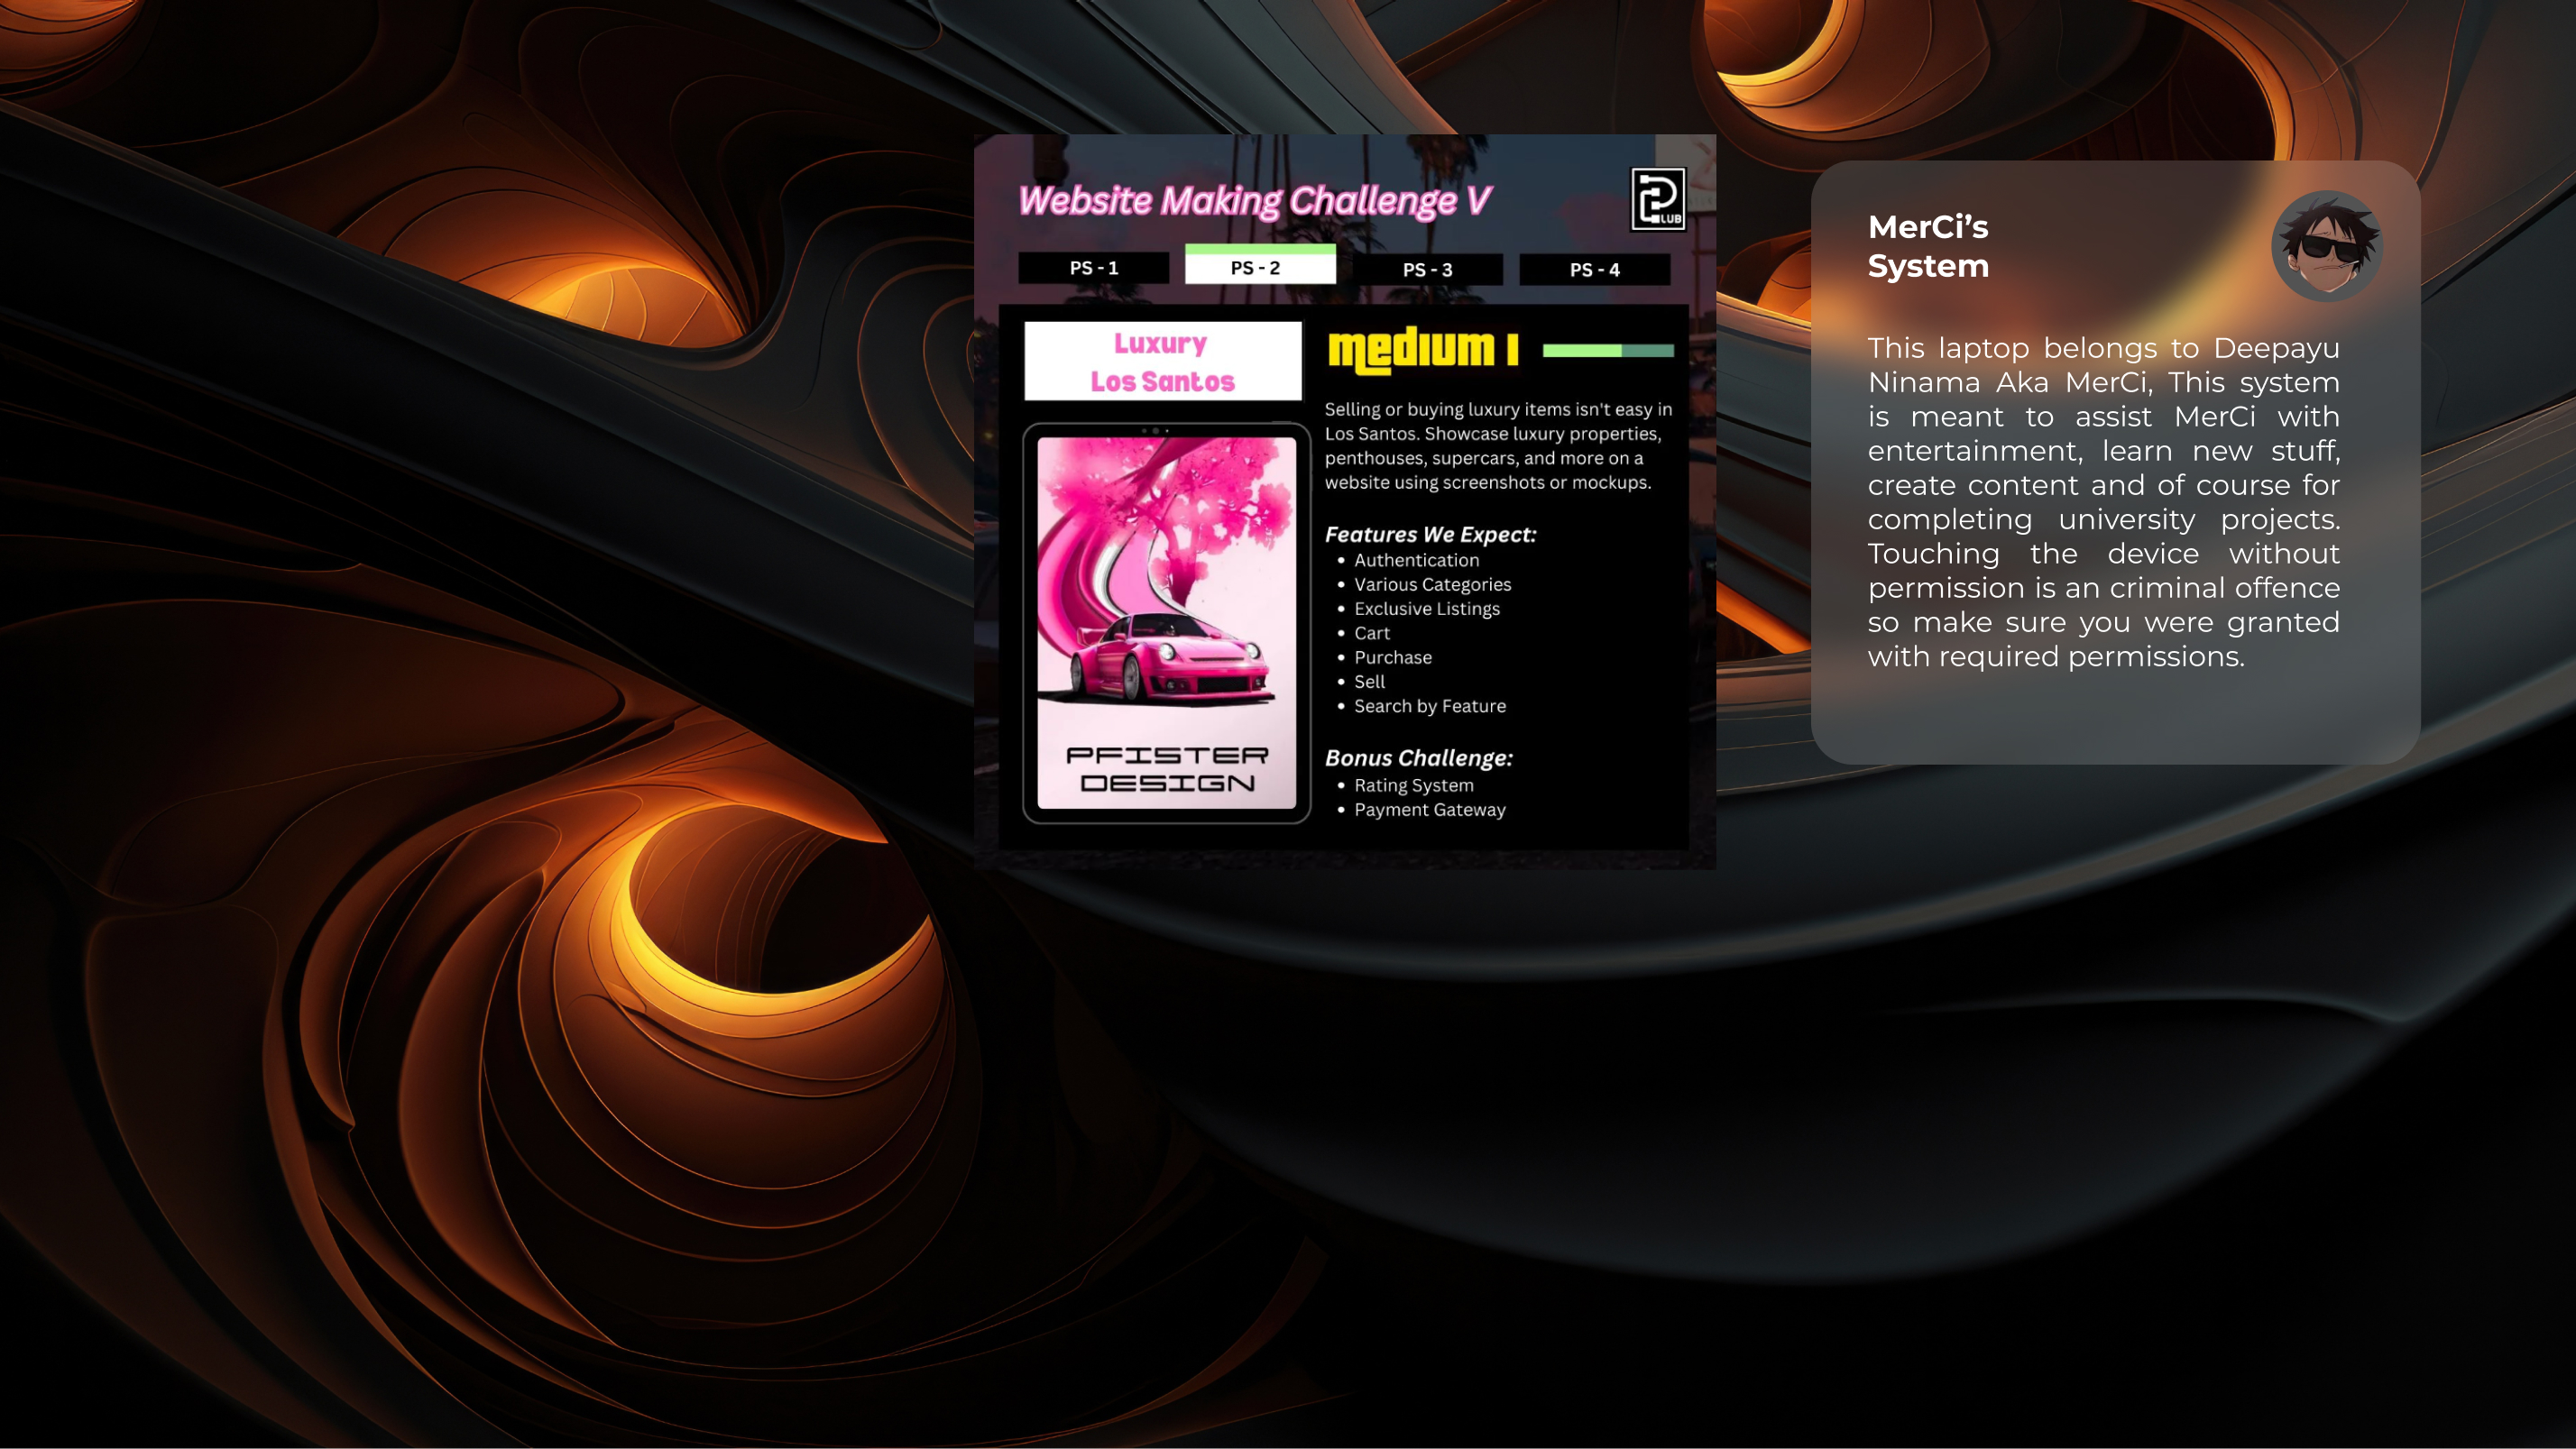 Website Making Challenge V
LUB
PS - 1
PS - 2
PS - 3
PS - 4
Luxury
Los Santos
PFISTER
DESIGN
medium 1
Selling or buying luxury items isn't easy in
Los Santos. Showcase luxury properties,
penthouses, supercars, and more on a
website using screenshots or mockups.
Features We Expect:
• Authentication
• Various Categories
• Exclusive Listings
• Cart
• Purchase
• Sell
• Search by Feature
Bonus Challenge:
• Rating System
• Payment Gateway
MerCi’s
System
This laptop belongs to Deepayu
Ninama Aka MerCi, This system
is meant to assist MerCi with
entertainment, learn new stuff,
create content and of course for
completing university projects.
Touching the device without
permission is an criminal offence
so make sure you were granted
with required permissions.